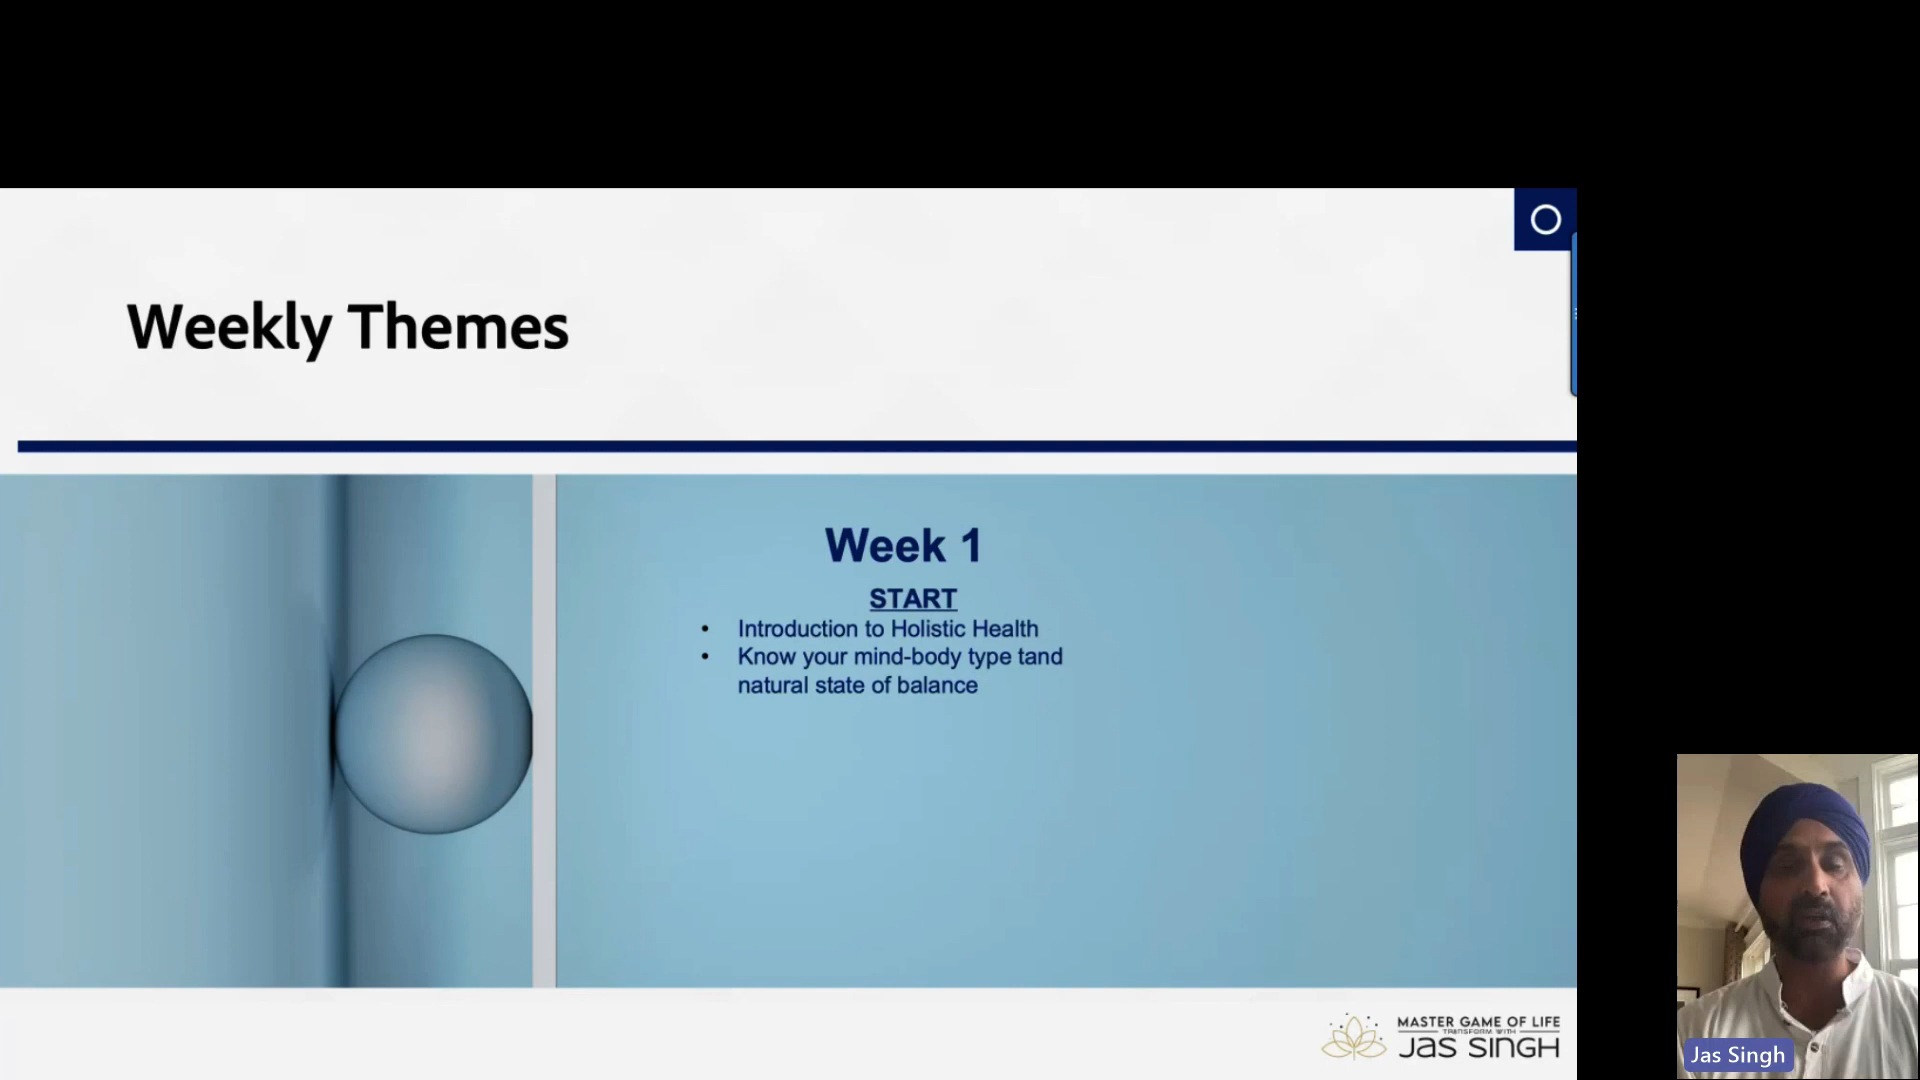 Weekly Themes
Week 1
START
• Introduction to Holistic Health
• Know your mind-body type tand
natural state of balance
MASTER GAME OF LIFE
TRANSFORM WITH
JAS SINGH
Jas Singh